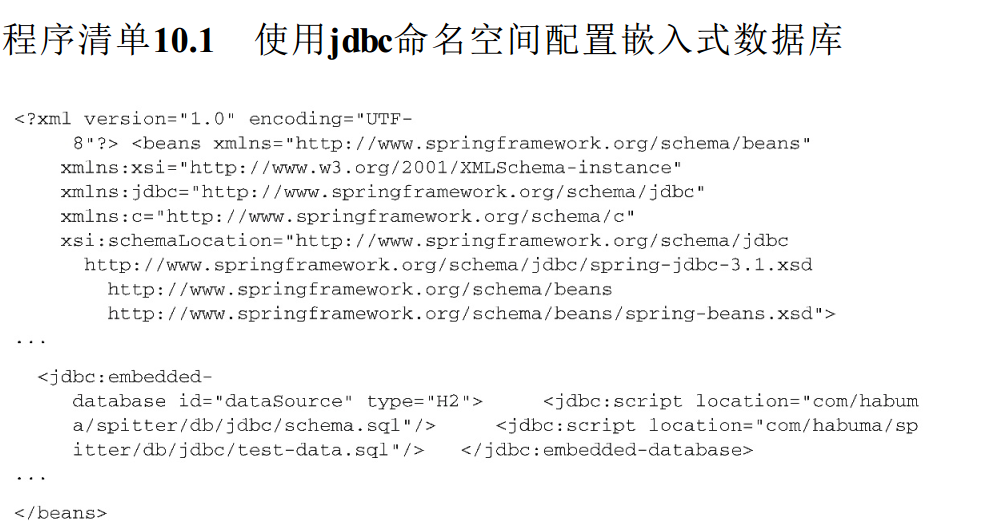 程序清单10.1 使用jdbc命名空间配置嵌入式数据库
<?xml version="1.0" encoding="UTF-
8"?> <beans xmlns="http://www.springframework.org/schema/beans"
xmlns:xsi="http://www.w3.org/2001/XMLSchema-instance"
xmlns:jdbc="http://www.springframework.org/schema/jdbc"
xmlns:c="http://www.springframework.org/schema/c"
xsi:schemaLocation="http://www.springframework.org/schema/jdbc
http://www.springframework.org/schema/jdbc/spring-jdbc-3.1.xsd
http://www.springframework.org/schema/beans
http://www.springframework.org/schema/beans/spring-beans.xsd">
...
<jdbc:embedded-
database id="dataSource" type="H2"> <jdbc:script location="com/habum
a/spitter/db/jdbc/schema.sql"/> <jdbc:script location="com/habuma/sp
itter/db/jdbc/test-data.sql"/> </jdbc:embedded-database>
...
</beans>